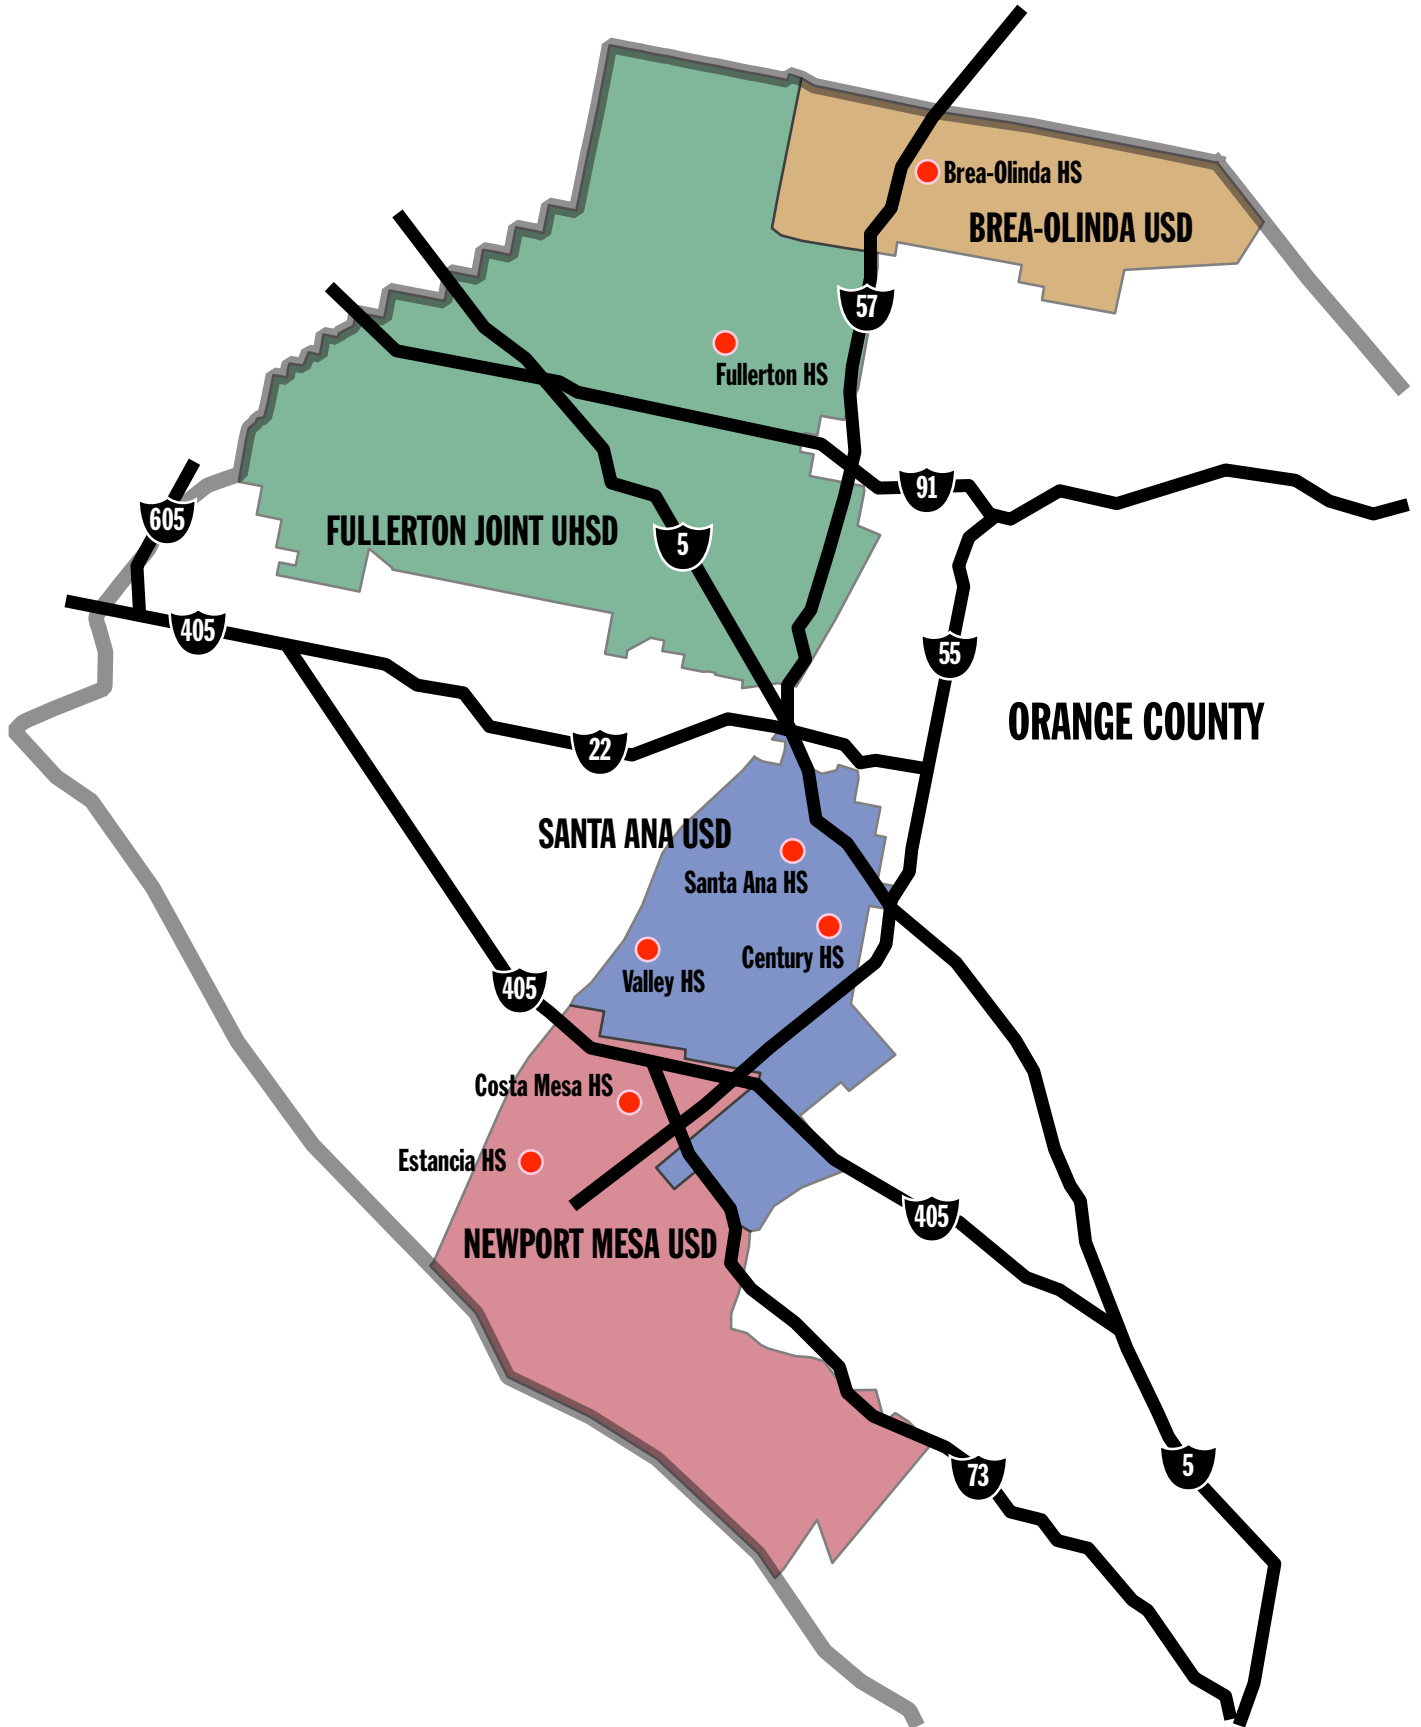 Brea-Olinda HS
BREA-OLINDA USD
57
Fullerton HS
91
605
FULLERTON JOINT UHSD
5
405
55
ORANGE COUNTY
22
SANTA ANA USD
Santa Ana HS
Century HS
Valley HS
405
Costa Mesa HS
Estancia HS
405
NEWPORT MESA USD
5
73